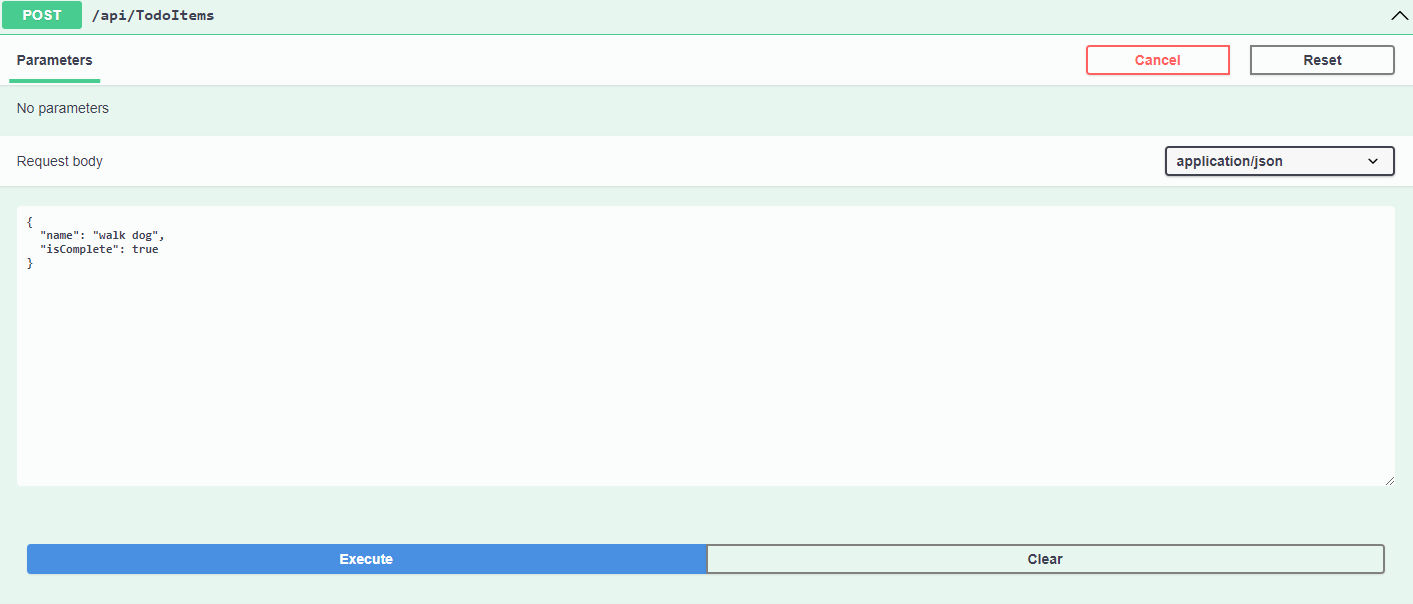 POST /api/TodoItems
Parameters Cancel Reset
No parameters
Request body application/json
{
  "name": "walk dog",
  "isComplete": true
}
Execute Clear